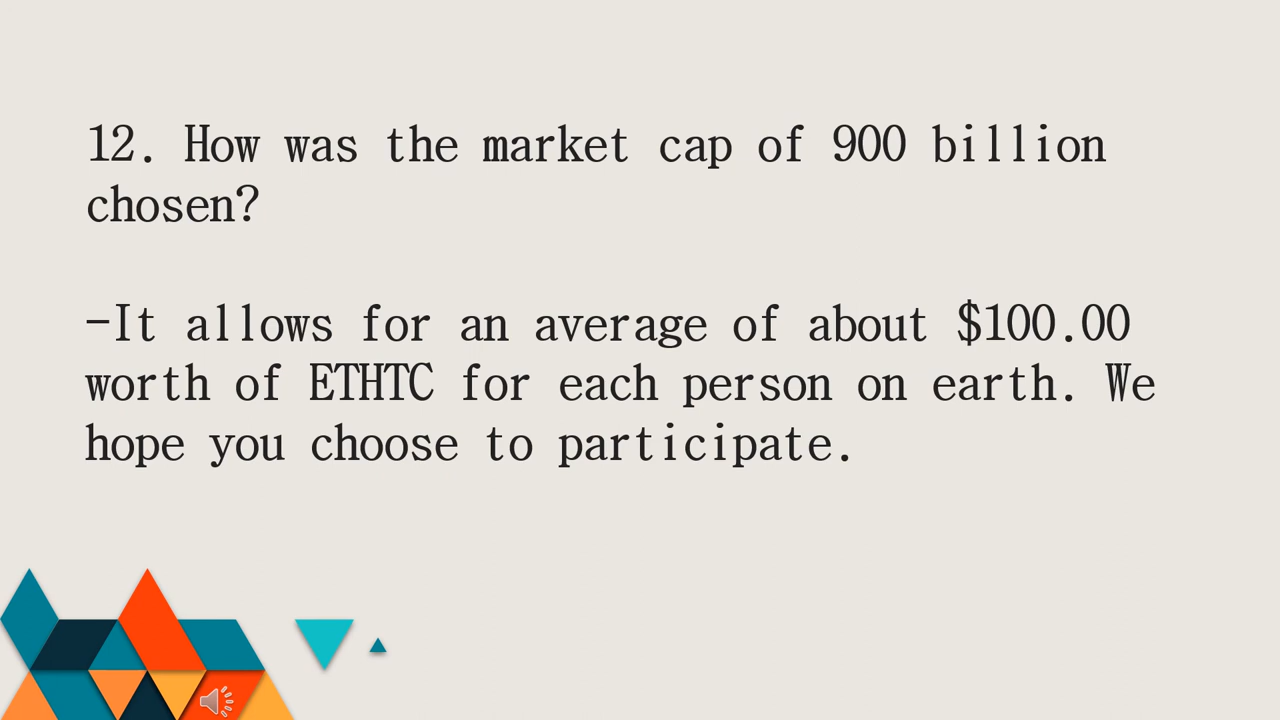 12. How was the market cap of 900 billion
chosen?
-It allows for an average of about $100.00
worth of ETHTC for each person on earth. We
hope you choose to participate.